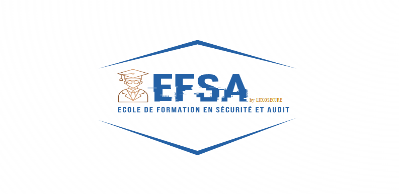 EFSA
ECOLE DE FORMATION EN SÉCURITÉ ET AUDIT